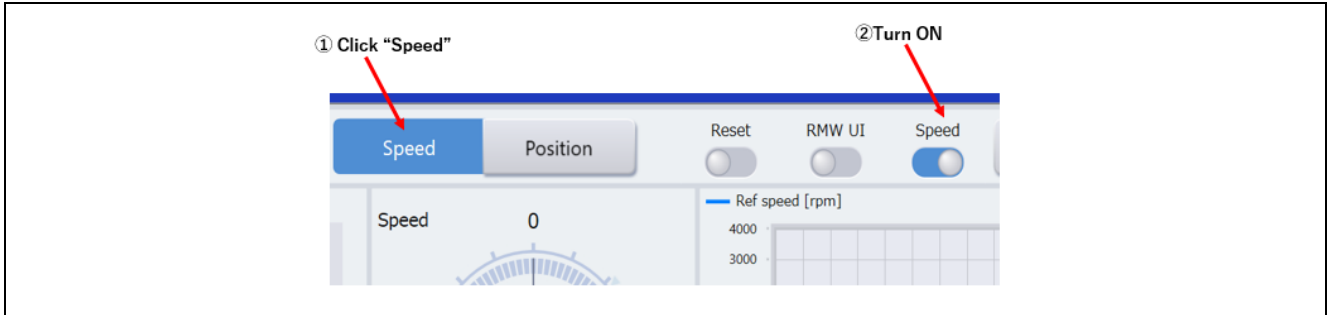 ① Click “Speed”
②Turn ON
Speed
Position
Reset
RMW UI
Speed
Speed
0
Ref speed [rpm]
4000
3000